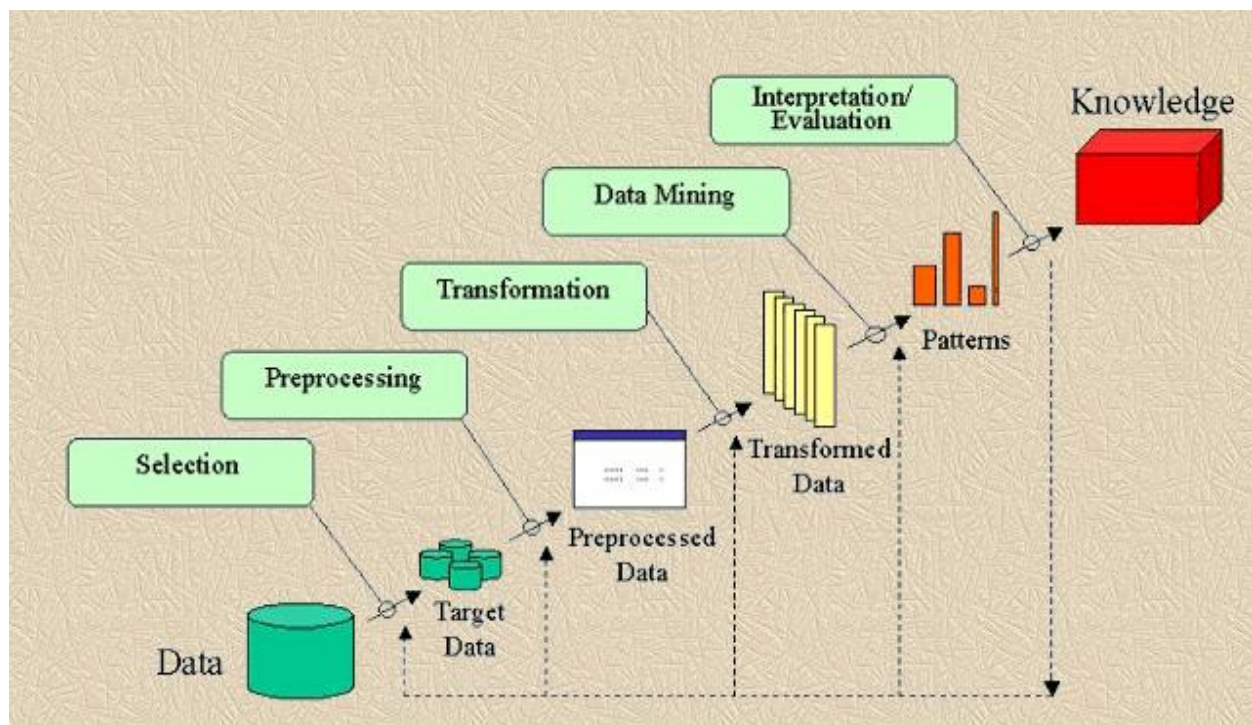 Interpretation/
Evaluation
Knowledge
Data Mining
Transformation
Patterns
Preprocessing
Transformed
Data
Selection
Preprocessed
Data
Target
Data
Data